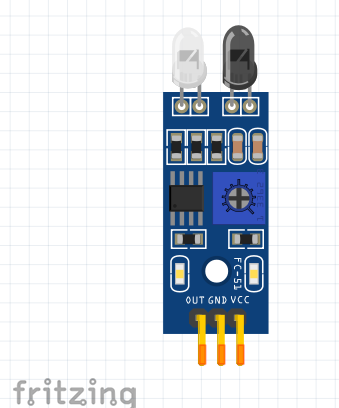 FC-51
OUT GND VCC
fritzing